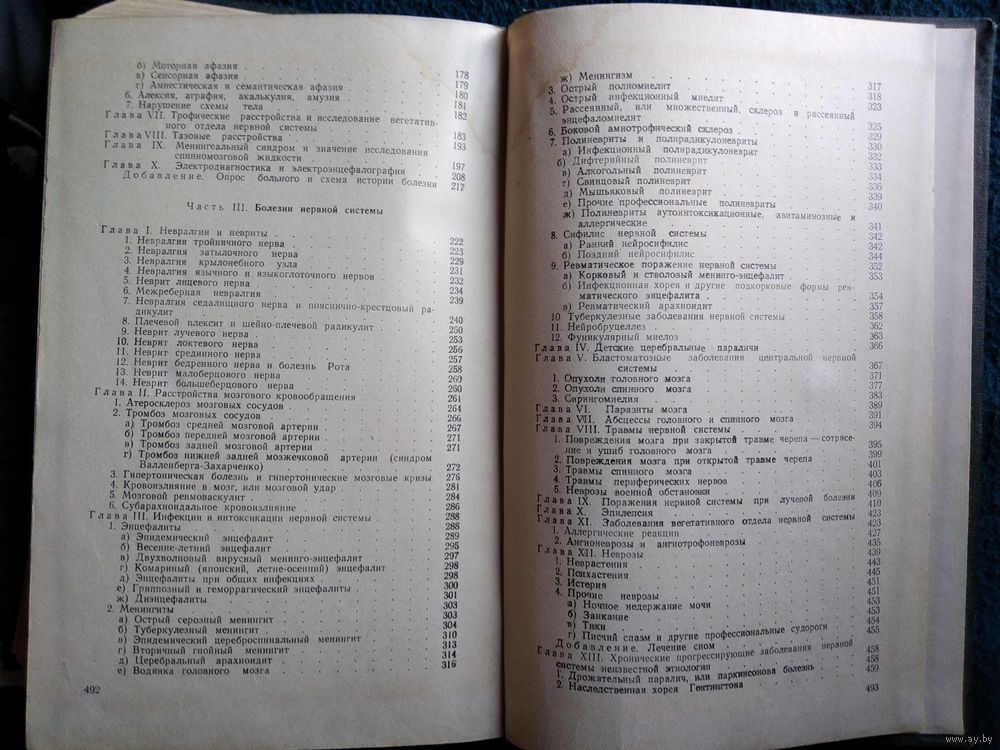 б) Моторная афазия
в) Сенсорная афазия . . . 178
г) Амнестическая и семантическая афазия . . . 179
6. Алексия, аграфия, акалькулия, амузия . . . 180
7. Нарушение схемы тела . . . 181
Глава VII. Трофические расстройства и исследование вегетатив- 182
ного отдела нервной системы
Глава VIII. Тазовые расстройства . . . 183
Глава IX. Менингеальный синдром и значение исследования 193
спинномозговой жидкости
Глава X. Электродиагностика и электроэнцефалография . . . 197
208
Добавление. Опрос больного и схема истории болезни 217
Часть III. Болезни нервной системы
Глава I. Невралгии и невриты .
1. Невралгия тройничного нерва . . . 222
2. Невралгия затылочного нерва . . . 223
3. Невралгия крылонебного узла . . . 229
4. Невралгия язычного и языкоглоточного нервов . . . 231
5. Неврит лицевого нерва . . . 232
6. Межреберная невралгия . . . 234
7. Невралгия седалищного нерва и пояснично-крестцовый ра- 239
дикулит
8. Плечевой плексит и шейно-плечевой радикулит . . . 240
9. Неврит лучевого нерва . . . 250
10. Неврит локтевого нерва . . . 253
11. Неврит срединного нерва . . . 256
12. Неврит бедренного нерва и болезнь Рота . . . 257
13. Неврит малоберцового нерва . . . 258
14. Неврит большеберцового нерва . . . 260
Глава II. Расстройства мозгового кровообращения . . . 260
1. Атеросклероз мозговых сосудов . . . 261
2. Тромбоз мозговых сосудов . . . 264
а) Тромбоз средней мозговой артерии . . . 266
б) Тромбоз передней мозговой артерии . . . 267
в) Тромбоз задней мозговой артерии . . . 271
г) Тромбоз нижней задней мозжечковой артерии (синдром 271
Валленберга-Захарченко) . . . 272
3. Гипертоническая болезнь и гипертонические мозговые кризы 276
4. Кровоизлияние в мозг, или мозговой удар . . . 281
5. Мозговой ревмоваскулит . . . 284
6. Субарахноидальное кровоизлияние . . . 286
Глава III. Инфекции и интоксикации нервной системы . . . 288
1. Энцефалиты . . . 288
а) Эпидемический энцефалит . . . 289
б) Весенне-летний энцефалит . . . 295
в) Двухволновый вирусный менинго-энцефалит . . . 297
г) Комариный (японский, летне-осенний) энцефалит . . . 298
д) Энцефалиты при общих инфекциях . . . 298
е) Гриппозный и геморрагический энцефалиты . . . 300
ж) Диэнцефалиты . . . 301
2. Менингиты . . . 303
а) Острый серозный менингит . . . 303
б) Туберкулезный менингит . . . 304
в) Эпидемический цереброспинальный менингит . . . 310
г) Вторичный гнойный менингит . . . 313
д) Церебральный арахноидит . . . 314
е) Водянка головного мозга . . . 316
492
ж) Менингизм
3. Острый полиомиелит . . . 317
4. Острый инфекционный миелит . . . 318
5. Рассеянный, или множественный, склероз и рассеянный 323
энцефаломиелит
6. Боковой амиотрофический склероз . . . 325
7. Полиневриты и полирадикулоневриты . . . 329
а) Инфекционный полирадикулоневрит . . . 330
б) Дифтерийный полиневрит . . . 332
в) Алкогольный полиневрит . . . 333
г) Свинцовый полиневрит . . . 334
д) Мышьяковый полиневрит . . . 336
е) Прочие профессиональные полиневриты . . . 339
ж) Полиневриты аутоинтоксикационные, авитаминозные и 340
аллергические
8. Сифилис нервной системы . . . 341
а) Ранний нейросифилис . . . 342
б) Поздний нейросифилис . . . 342
344
9. Ревматическое поражение нервной системы . . . 352
а) Корковый и стволовый менинго-энцефалит . . . 353
б) Инфекционная хорея и другие подкорковые формы рев-
матического энцефалита . . . 354
в) Ревматический арахноидит . . . 357
10. Туберкулезные заболевания нервной системы . . . 358
11. Нейробруцеллез . . . 362
12. Фуникулярный миелоз . . . 363
Глава IV. Детские церебральные параличи . . . 366
Глава V. Бластоматозные заболевания центральной нервной
системы . . . 367
1. Опухоли головного мозга . . . 371
2. Опухоли спинного мозга . . . 377
3. Сирингомиелия . . . 383
Глава VI. Паразиты мозга . . . 389
Глава VII. Абсцессы головного и спинного мозга . . . 391
Глава VIII. Травмы нервной системы . . . 394
1. Повреждения мозга при закрытой травме черепа — сотрясе-
ние и ушиб головного мозга . . . 395
2. Повреждения мозга при открытой травме черепа . . . 399
3. Травмы спинного мозга . . . 401
4. Травмы периферических нервов . . . 403
5. Неврозы военной обстановки . . . 406
Глава IX. Поражения нервной системы при лучевой болезни 409
Глава X. Эпилепсия . . . 410
Глава XI. Заболевания вегетативного отдела нервной системы 423
1. Аллергические реакции . . . 423
2. Ангионеврозы и ангиотрофоневрозы . . . 427
Глава XII. Неврозы . . . 435
1. Неврастения . . . 439
2. Психастения . . . 443
3. Истерия . . . 445
4. Прочие неврозы . . . 451
а) Ночное недержание мочи . . . 451
б) Заикание . . . 453
в) Тики . . . 453
г) Писчий спазм и другие профессиональные судороги . . . 454
Добавление. Лечение сном . . . 455
Глава XIII. Хронические прогрессирующие заболевания нервной
системы неизвестной этиологии . . . 458
1. Дрожательный паралич, или паркинсонова болезнь . . . 458
2. Наследственная хорея Гентингтона . . . 459
493
www.ay.by